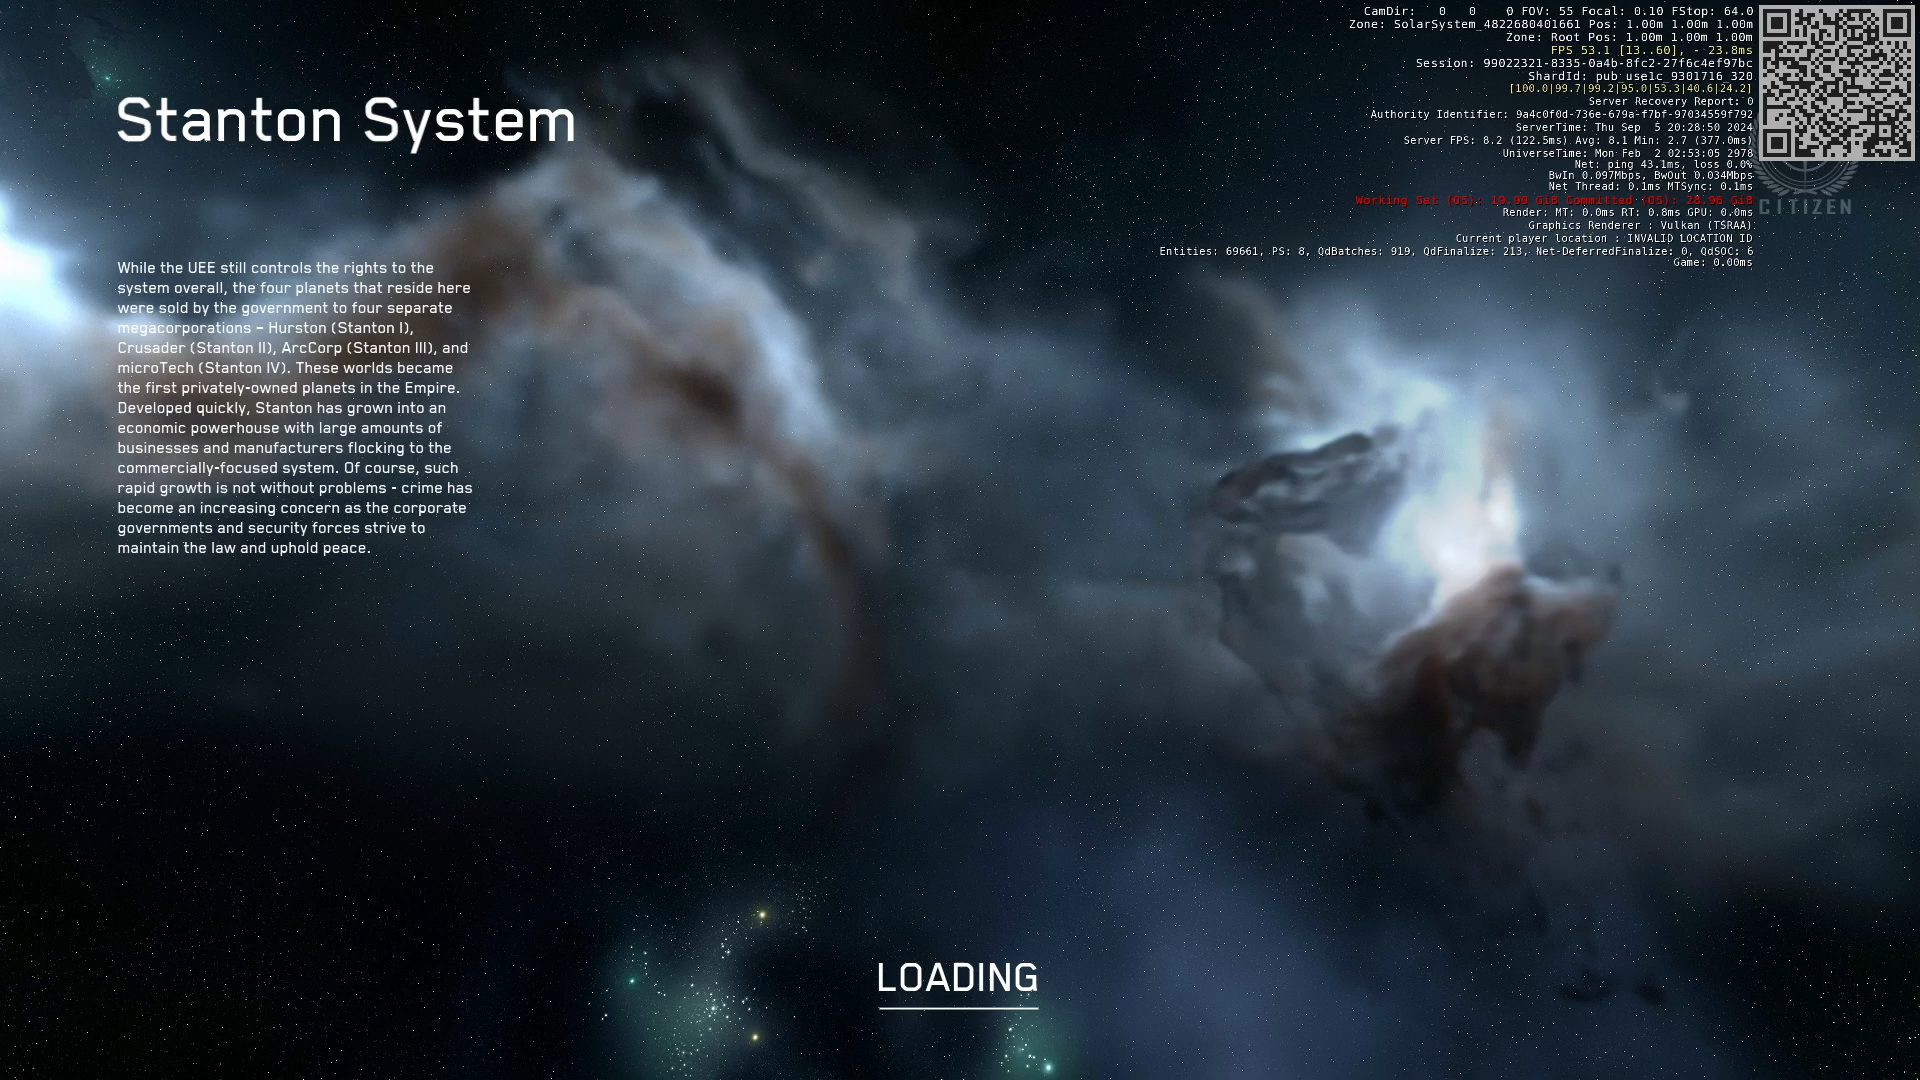 Stanton System
While the UEE still controls the rights to the
system overall, the four planets that reside here
were sold by the government to four separate
megacorporations – Hurston (Stanton I),
Crusader (Stanton II), ArcCorp (Stanton III), and
microTech (Stanton IV). These worlds became
the first privately-owned planets in the Empire.
Developed quickly, Stanton has grown into an
economic powerhouse with large amounts of
businesses and manufacturers flocking to the
commercially-focused system. Of course, such
rapid growth is not without problems - crime has
become an increasing concern as the corporate
governments and security forces strive to
maintain the law and uphold peace.
CamDir: 0 0 0 FOV: 55 Focal: 0.10 FStop: 64.0
Zone: SolarSystem_4822680401661 Pos: 1.00m 1.00m 1.00m
Zone: Root Pos: 1.00m 1.00m 1.00m
FPS 53.1 [13..60], - 23.8ms
Session: 99022321-8335-0a4b-8fc2-27f6c4ef97bc
ShardId: pub_use1c_9301716_320
[100.0|99.7|99.2|95.0|53.3|40.6|24.2]
Server Recovery Report: 0
Authority Identifier: 9a4c0f0d-736e-679a-f7bf-97034559f792
ServerTime: Thu Sep 5 20:28:50 2024
Server FPS: 8.2 (122.5ms) Avg: 8.1 Min: 2.7 (377.0ms)
UniverseTime: Mon Feb 2 02:53:05 2978
Net: ping 43.1ms, loss 0.0%
BwIn 0.097Mbps, BwOut 0.034Mbps
Net Thread: 0.1ms MTSync: 0.1ms
Working Set (OS): 19.00 GiB Committed (OS): 28.96 GiB
Render: MT: 0.0ms RT: 0.8ms GPU: 0.0ms
Graphics Renderer : Vulkan (TSRAA)
Current player location : INVALID LOCATION ID
Entities: 69661, PS: 8, QdBatches: 919, QdFinalize: 213, Net-DeferredFinalize: 0, QdSOC: 6
Game: 0.00ms
CITIZEN
LOADING